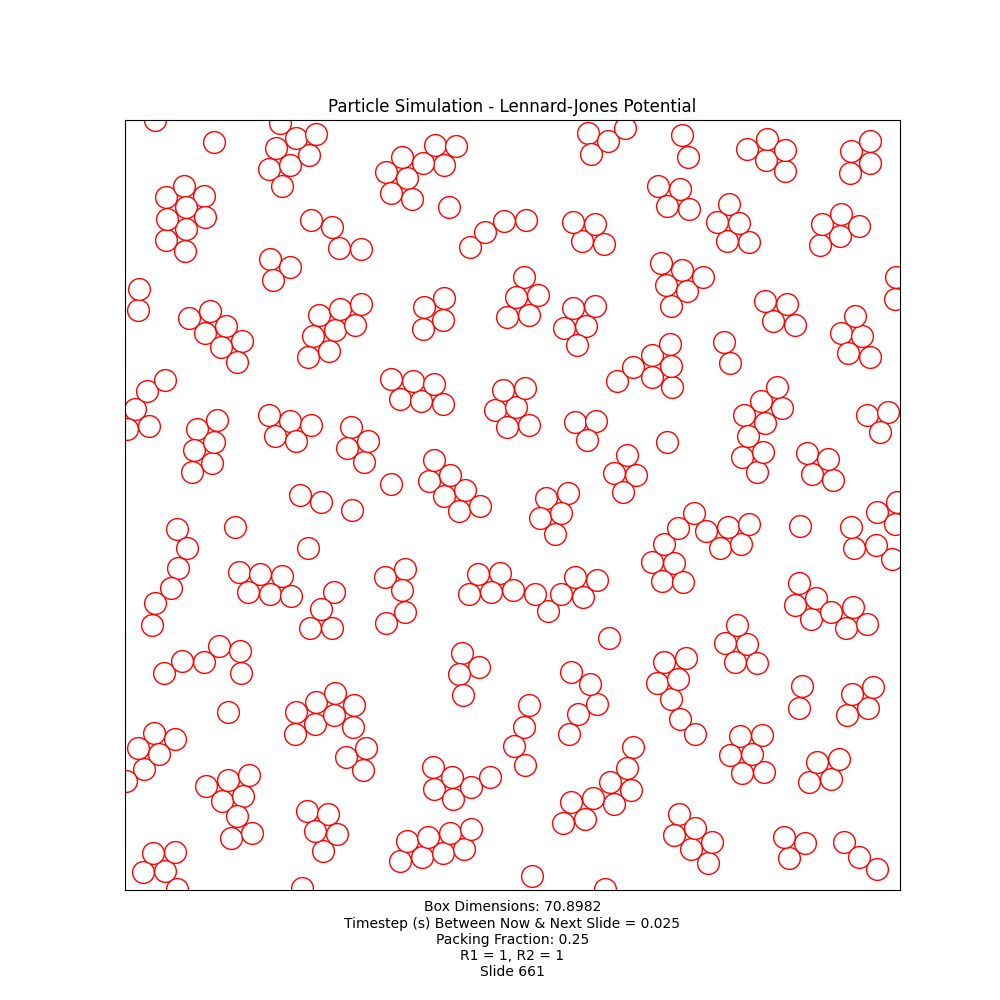 Particle Simulation - Lennard-Jones Potential
Box Dimensions: 70.8982
Timestep (s) Between Now & Next Slide = 0.025
Packing Fraction: 0.25
R1 = 1, R2 = 1
Slide 661